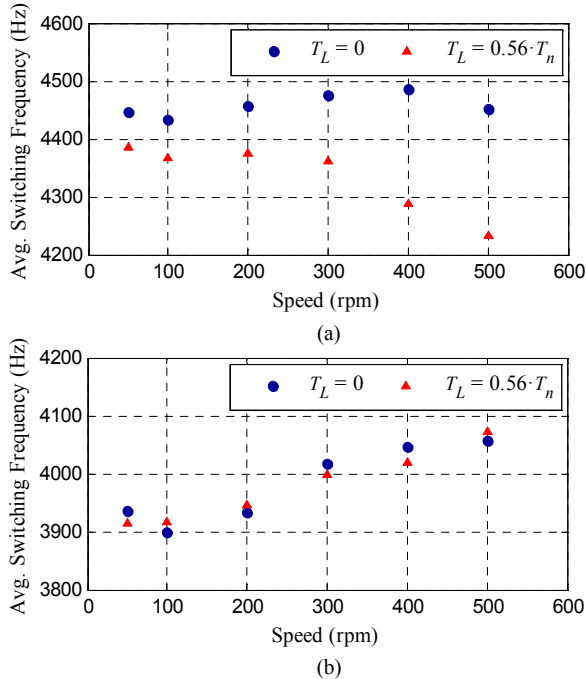 T_L = 0   T_L = 0.56·T_n
Avg. Switching Frequency (Hz)
4600
4500
4400
4300
4200
0 100 200 300 400 500 600
Speed (rpm)
(a)
T_L = 0   T_L = 0.56·T_n
Avg. Switching Frequency (Hz)
4200
4100
4000
3900
3800
0 100 200 300 400 500 600
Speed (rpm)
(b)